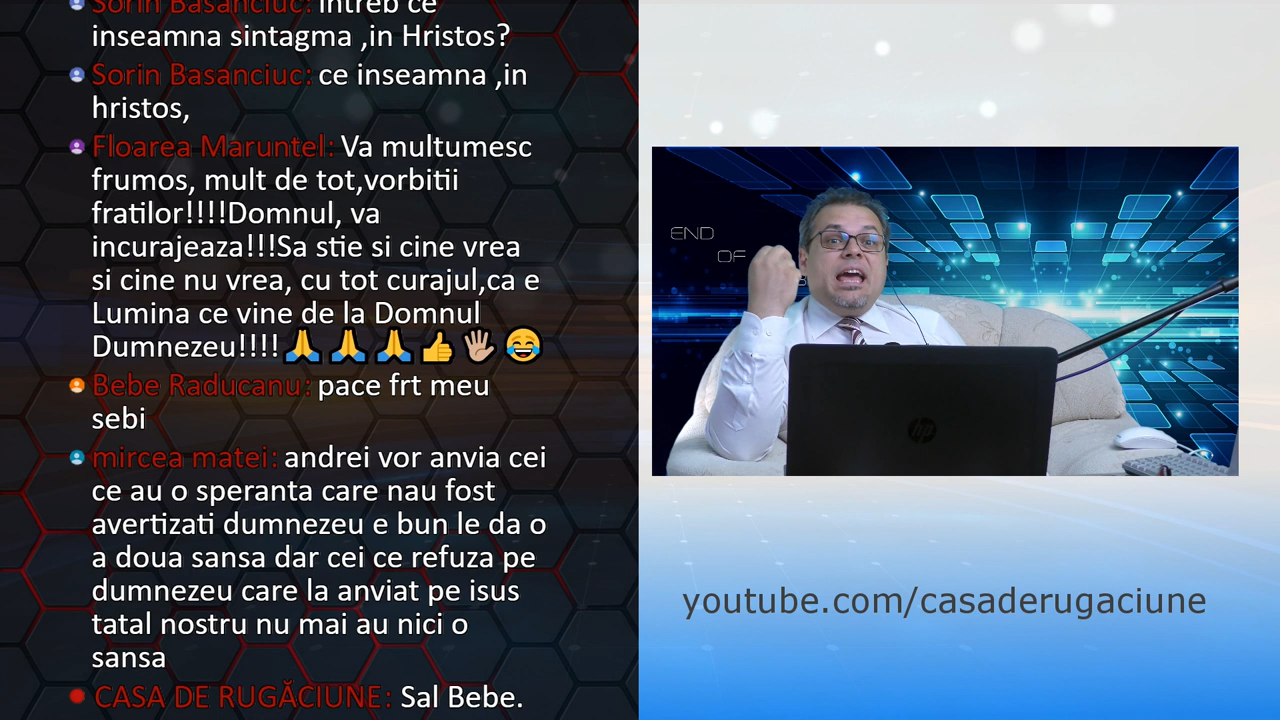 Sorin Basanciuc: intreb ce
inseamna sintagma ,in Hristos?
Sorin Basanciuc: ce inseamna ,in
hristos,
Floarea Maruntel: Va multumesc
frumos, mult de tot,vorbitii
fratilor!!!!Domnul, va
incurajeaza!!!Sa stie si cine vrea
si cine nu vrea, cu tot curajul,ca e
Lumina ce vine de la Domnul
Dumnezeu!!!!🙏🙏🙏👍🖐🏼😂
Bebe Raducanu: pace frt meu
sebi
mircea matei: andrei vor anvia cei
ce au o speranta care nau fost
avertizati dumnezeu e bun le da o
a doua sansa dar cei ce refuza pe
dumnezeu care la anviat pe isus
tatal nostru nu mai au nici o
sansa
CASA DE RUGĂCIUNE: Sal Bebe.
END
OF
hp
youtube.com/casaderugaciune